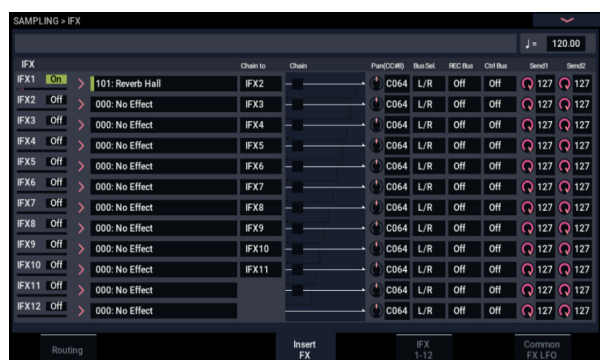 SAMPLING > IFX
♩ = 120.00
IFX Chain to Chain Pan(CC#8) Bus Sel. REC Bus Ctrl Bus Send1 Send2
IFX1 On 101: Reverb Hall IFX2 C064 L/R Off Off 127 127
IFX2 Off 000: No Effect IFX3 C064 L/R Off Off 127 127
IFX3 Off 000: No Effect IFX4 C064 L/R Off Off 127 127
IFX4 Off 000: No Effect IFX5 C064 L/R Off Off 127 127
IFX5 Off 000: No Effect IFX6 C064 L/R Off Off 127 127
IFX6 Off 000: No Effect IFX7 C064 L/R Off Off 127 127
IFX7 Off 000: No Effect IFX8 C064 L/R Off Off 127 127
IFX8 Off 000: No Effect IFX9 C064 L/R Off Off 127 127
IFX9 Off 000: No Effect IFX10 C064 L/R Off Off 127 127
IFX10 Off 000: No Effect IFX11 C064 L/R Off Off 127 127
IFX11 Off 000: No Effect C064 L/R Off Off 127 127
IFX12 Off 000: No Effect C064 L/R Off Off 127 127
Routing
Insert
FX
IFX
1-12
Common
FX LFO